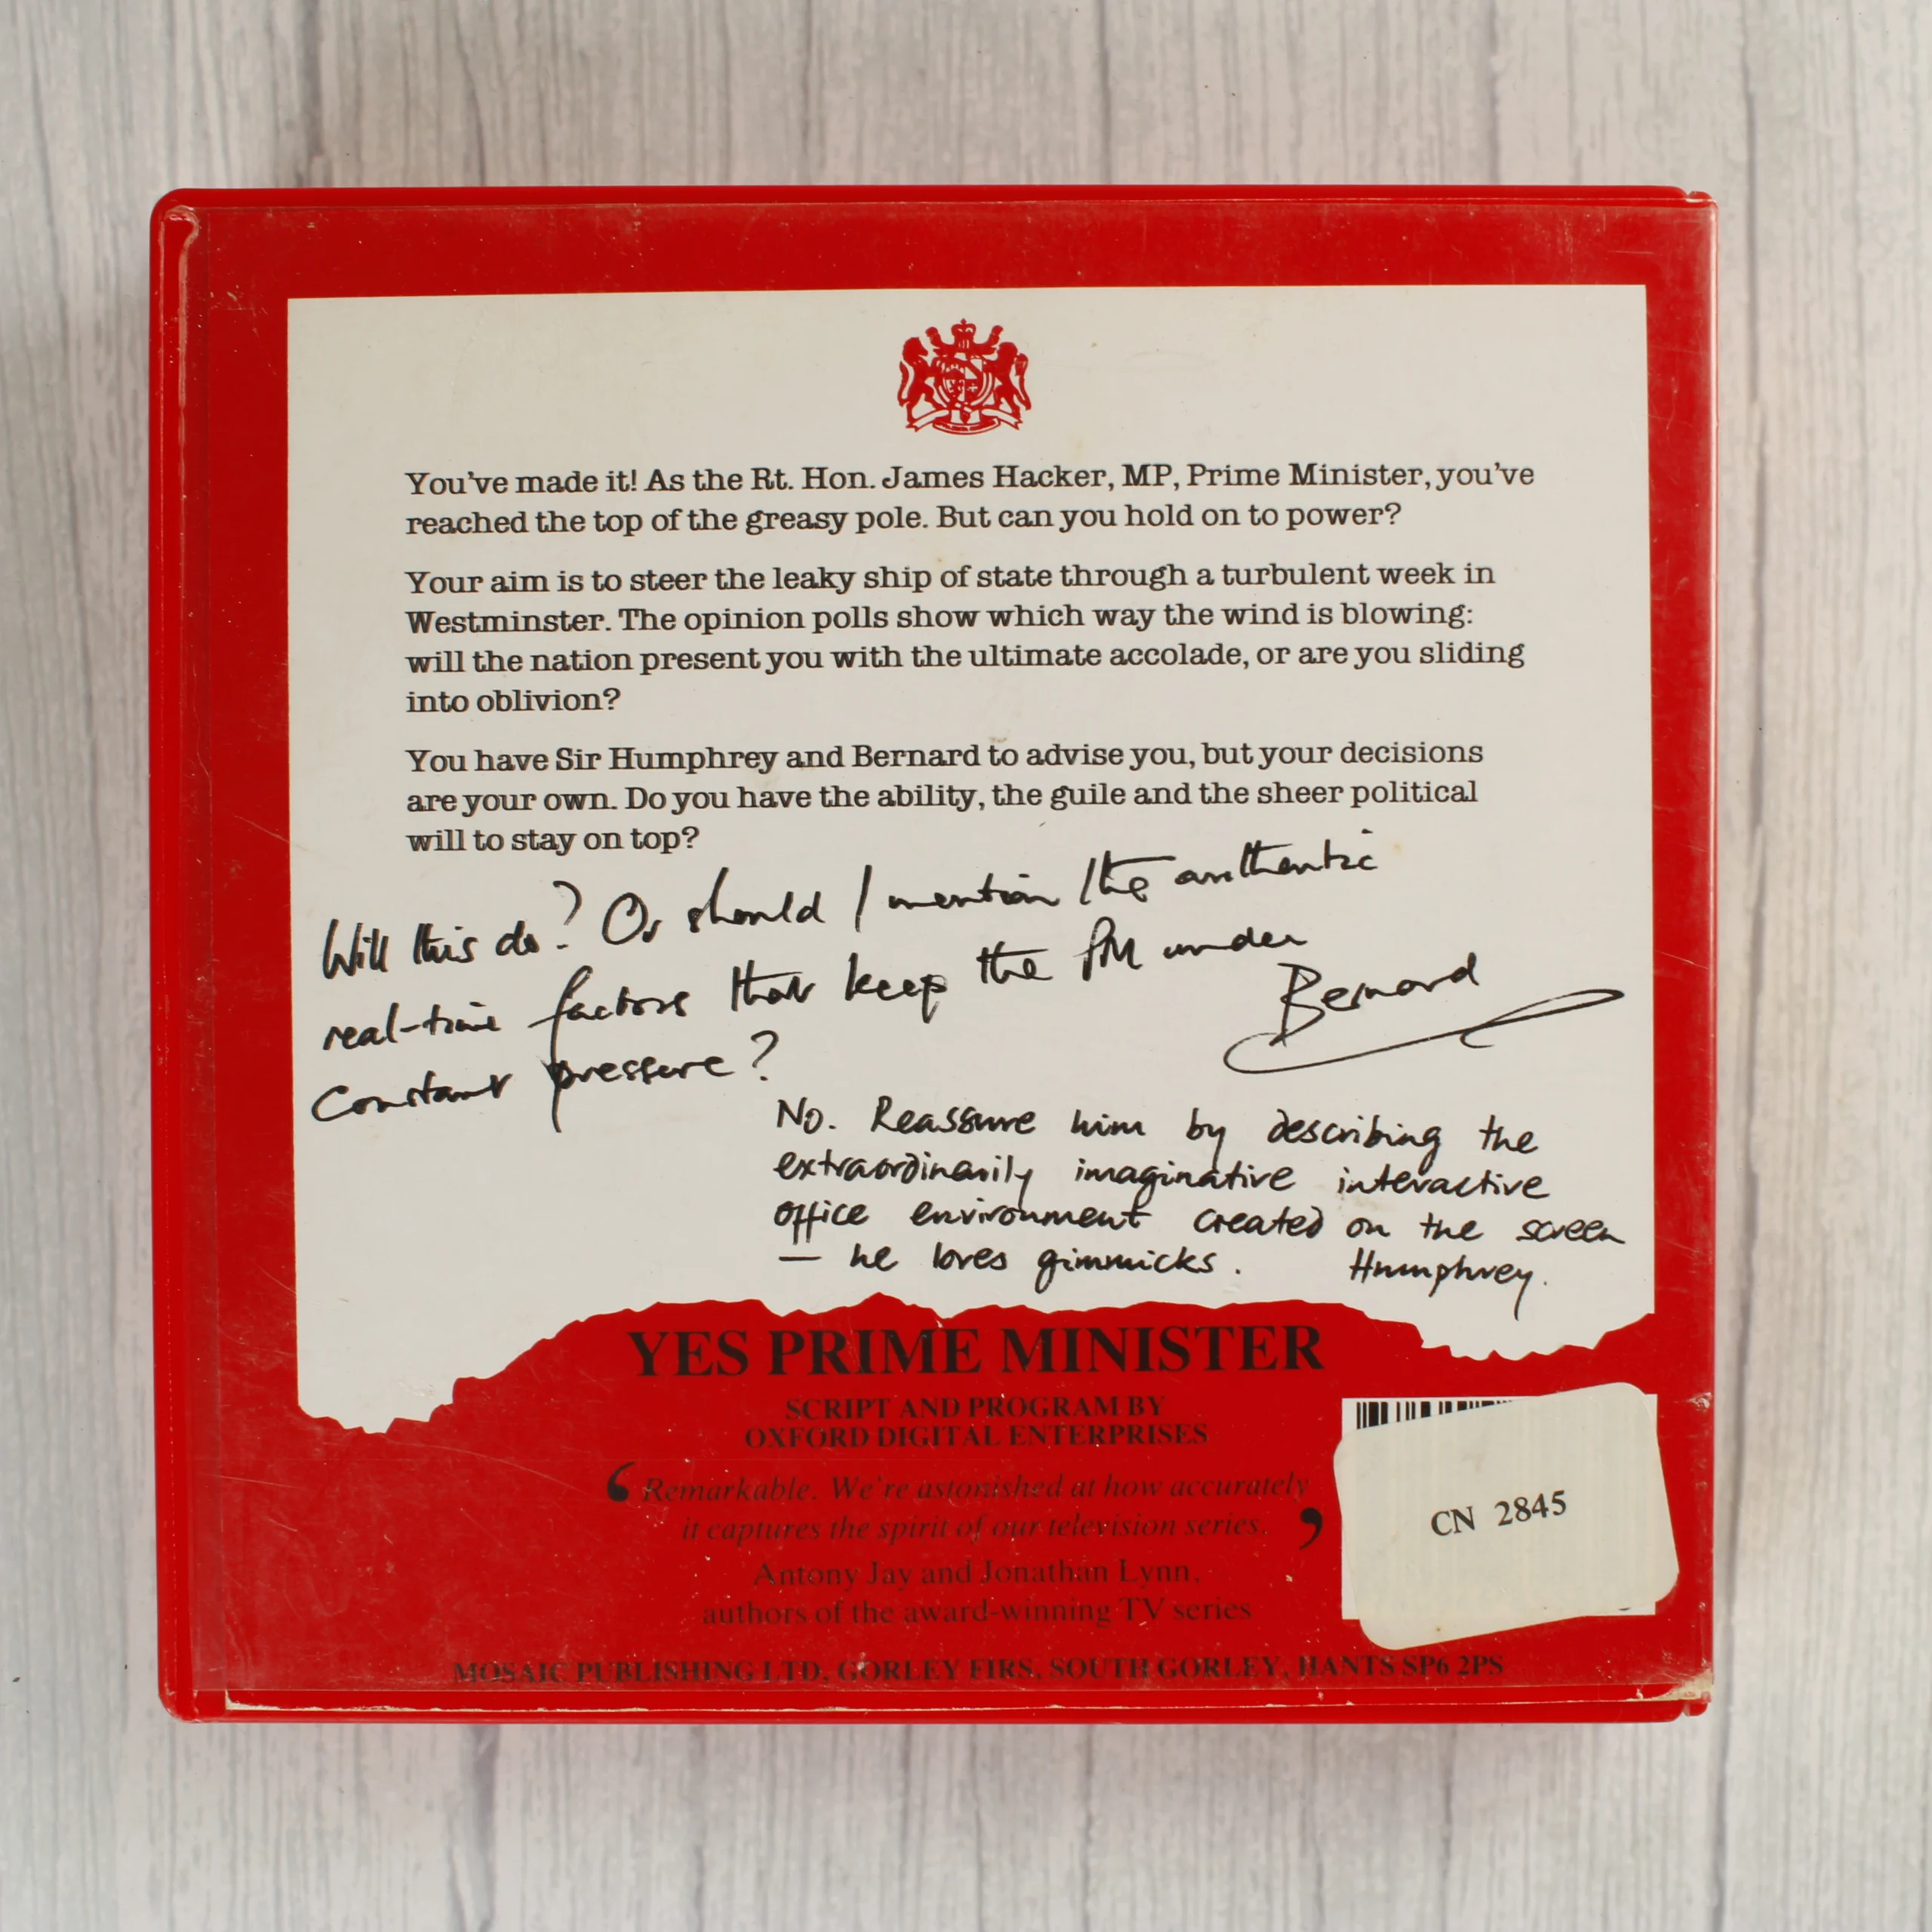 You've made it! As the Rt. Hon. James Hacker, MP, Prime Minister, you've
reached the top of the greasy pole. But can you hold on to power?
Your aim is to steer the leaky ship of state through a turbulent week in
Westminster. The opinion polls show which way the wind is blowing:
will the nation present you with the ultimate accolade, or are you sliding
into oblivion?
You have Sir Humphrey and Bernard to advise you, but your decisions
are your own. Do you have the ability, the guile and the sheer political
will to stay on top?
Will this do? Or should I mention the authentic
real-time factors that keep the PM under
constant pressure?
Bernard
No. Reassure him by describing the
extraordinarily imaginative interactive
office environment created on the screen
— he loves gimmicks. Humphrey.
YES PRIME MINISTER
SCRIPT AND PROGRAM BY
OXFORD DIGITAL ENTERPRISES
‘Remarkable. We're astonished at how accurately
it captures the spirit of our television series.’
Antony Jay and Jonathan Lynn,
authors of the award-winning TV series
CN 2845
MOSAIC PUBLISHING LTD, GORLEY FIRS, SOUTH GORLEY, HANTS SP6 2PS